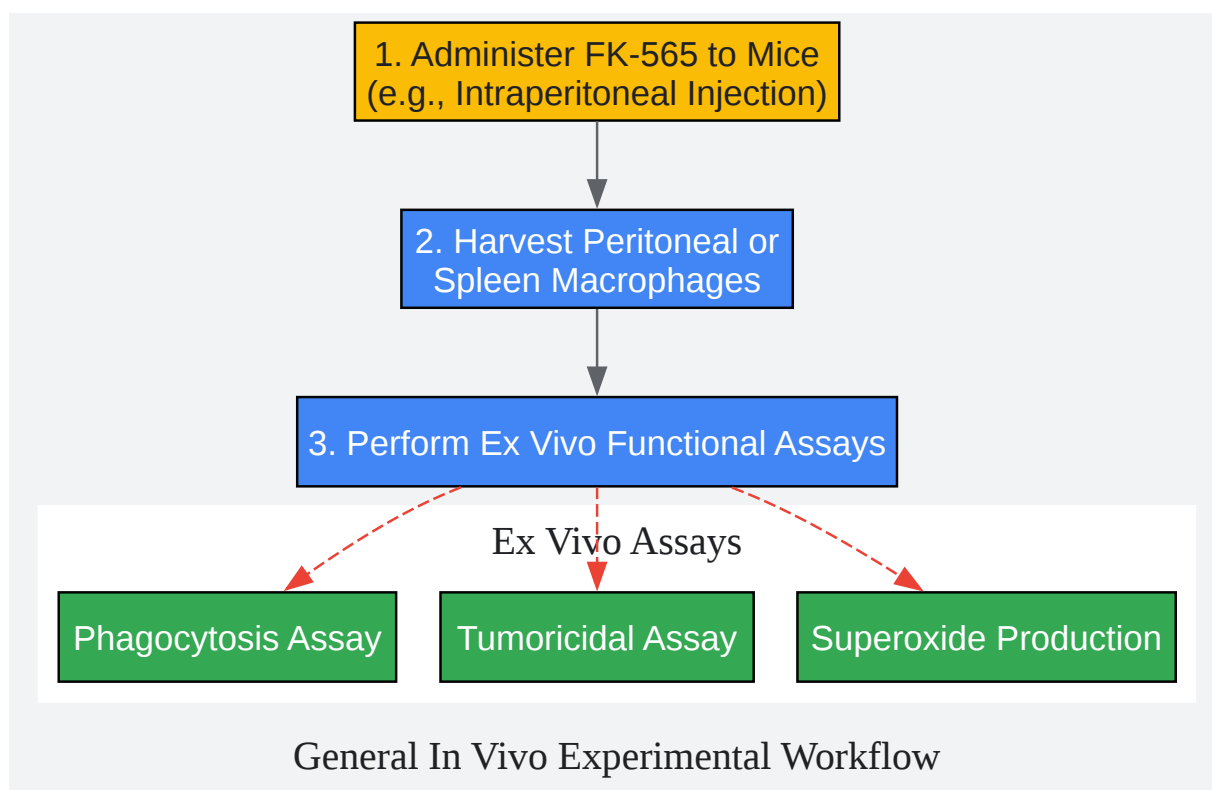 1. Administer FK-565 to Mice
(e.g., Intraperitoneal Injection)
2. Harvest Peritoneal or
Spleen Macrophages
3. Perform Ex Vivo Functional Assays
Ex Vivo Assays
Phagocytosis Assay
Tumoricidal Assay
Superoxide Production
General In Vivo Experimental Workflow